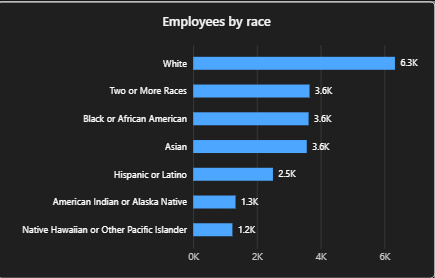 Employees by race
White 6.3K
Two or More Races 3.6K
Black or African American 3.6K
Asian 3.6K
Hispanic or Latino 2.5K
American Indian or Alaska Native 1.3K
Native Hawaiian or Other Pacific Islander 1.2K
0K 2K 4K 6K